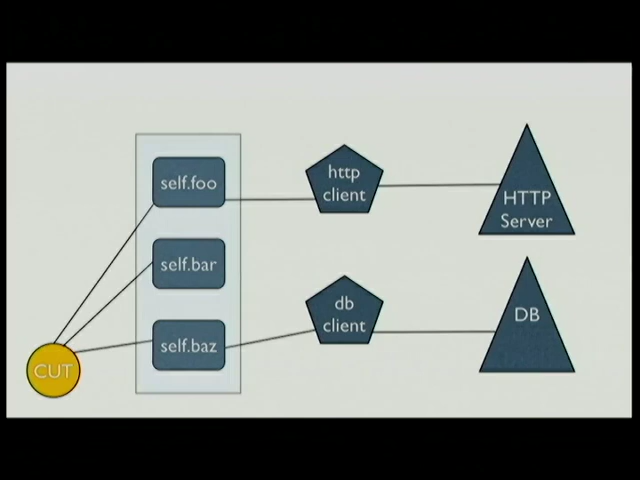 self.foo
http
client
HTTP
Server
self.bar
db
client
DB
self.baz
CUT